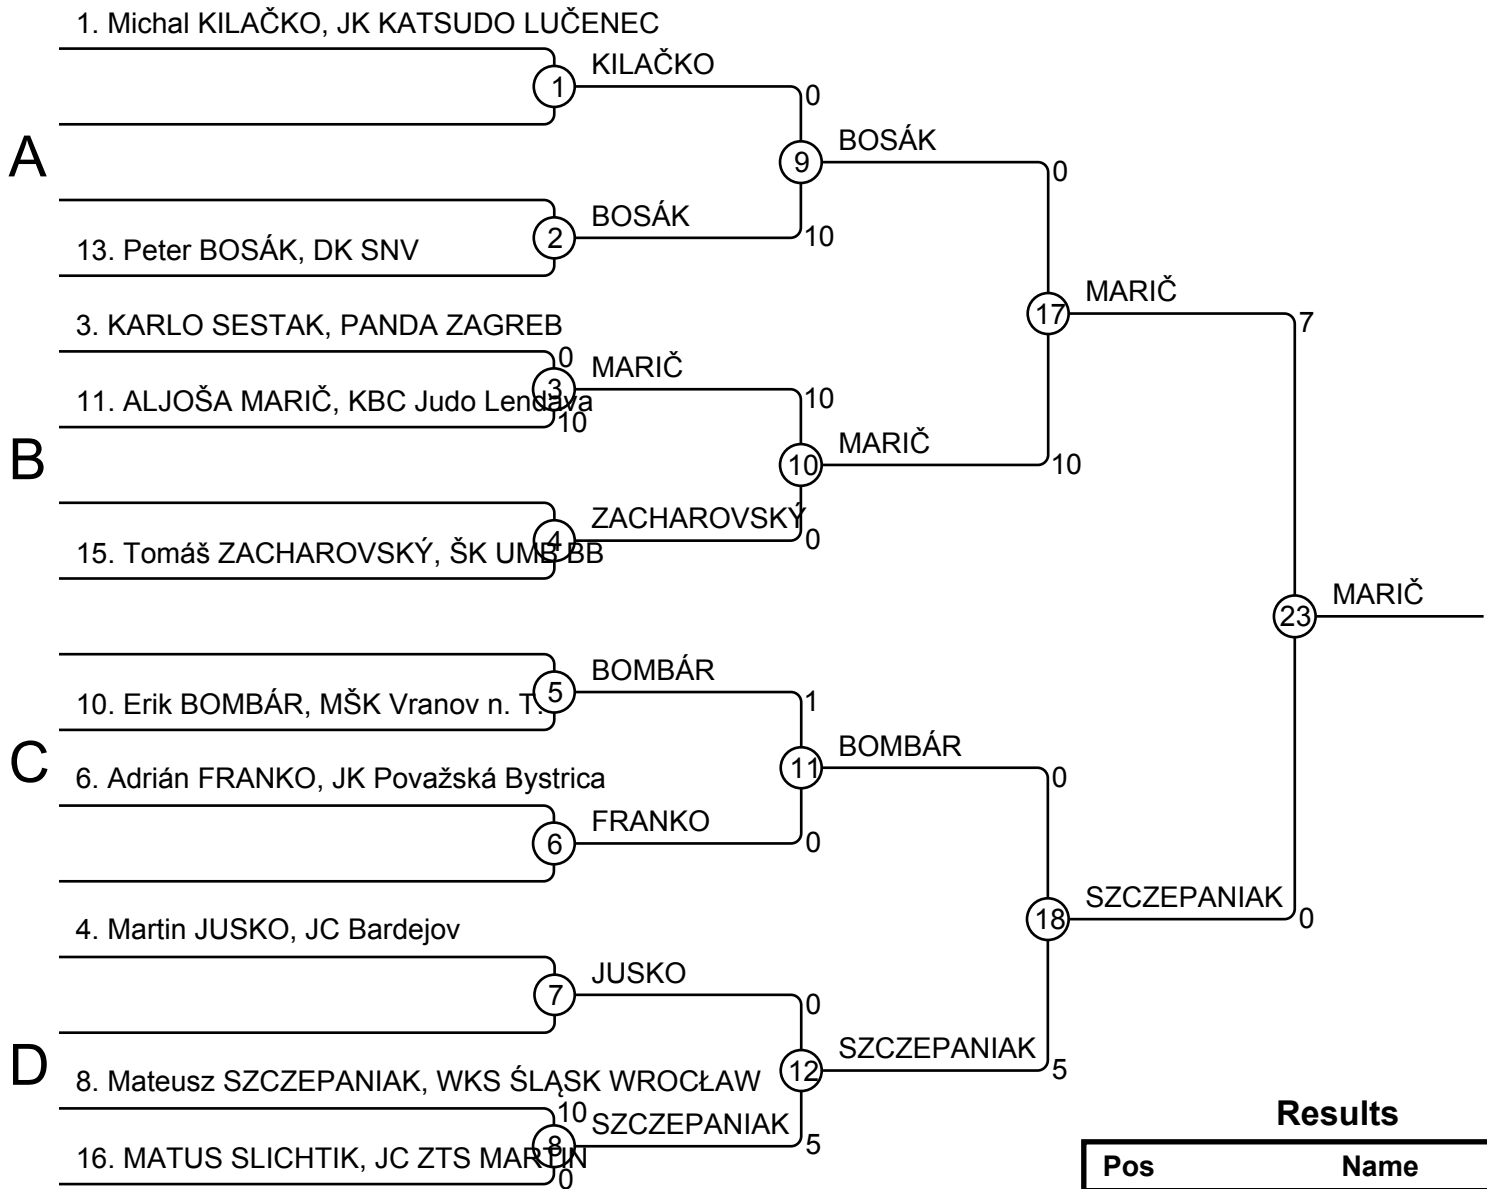 1. Michal KILAČKO, JK KATSUDO LUČENEC
1
KILAČKO
0
A
9
BOSÁK
0
2
BOSÁK
10
13. Peter BOSÁK, DK SNV
17
MARIČ
7
3. KARLO SESTAK, PANDA ZAGREB
0
3
MARIČ
10
11. ALJOŠA MARIČ, KBC Judo Lendava
10
B
10
MARIČ
10
4
ZACHAROVSKÝ
0
15. Tomáš ZACHAROVSKÝ, ŠK UMB BB
23
MARIČ
5
BOMBÁR
1
10. Erik BOMBÁR, MŠK Vranov n. T.
C
11
BOMBÁR
0
6. Adrián FRANKO, JK Považská Bystrica
6
FRANKO
0
18
SZCZEPANIAK
0
4. Martin JUSKO, JC Bardejov
7
JUSKO
0
D
12
SZCZEPANIAK
5
8. Mateusz SZCZEPANIAK, WKS ŚLĄSK WROCŁAW
10
8
SZCZEPANIAK
5
16. MATUS SLICHTIK, JC ZTS MARTIN
0
Results
Pos Name